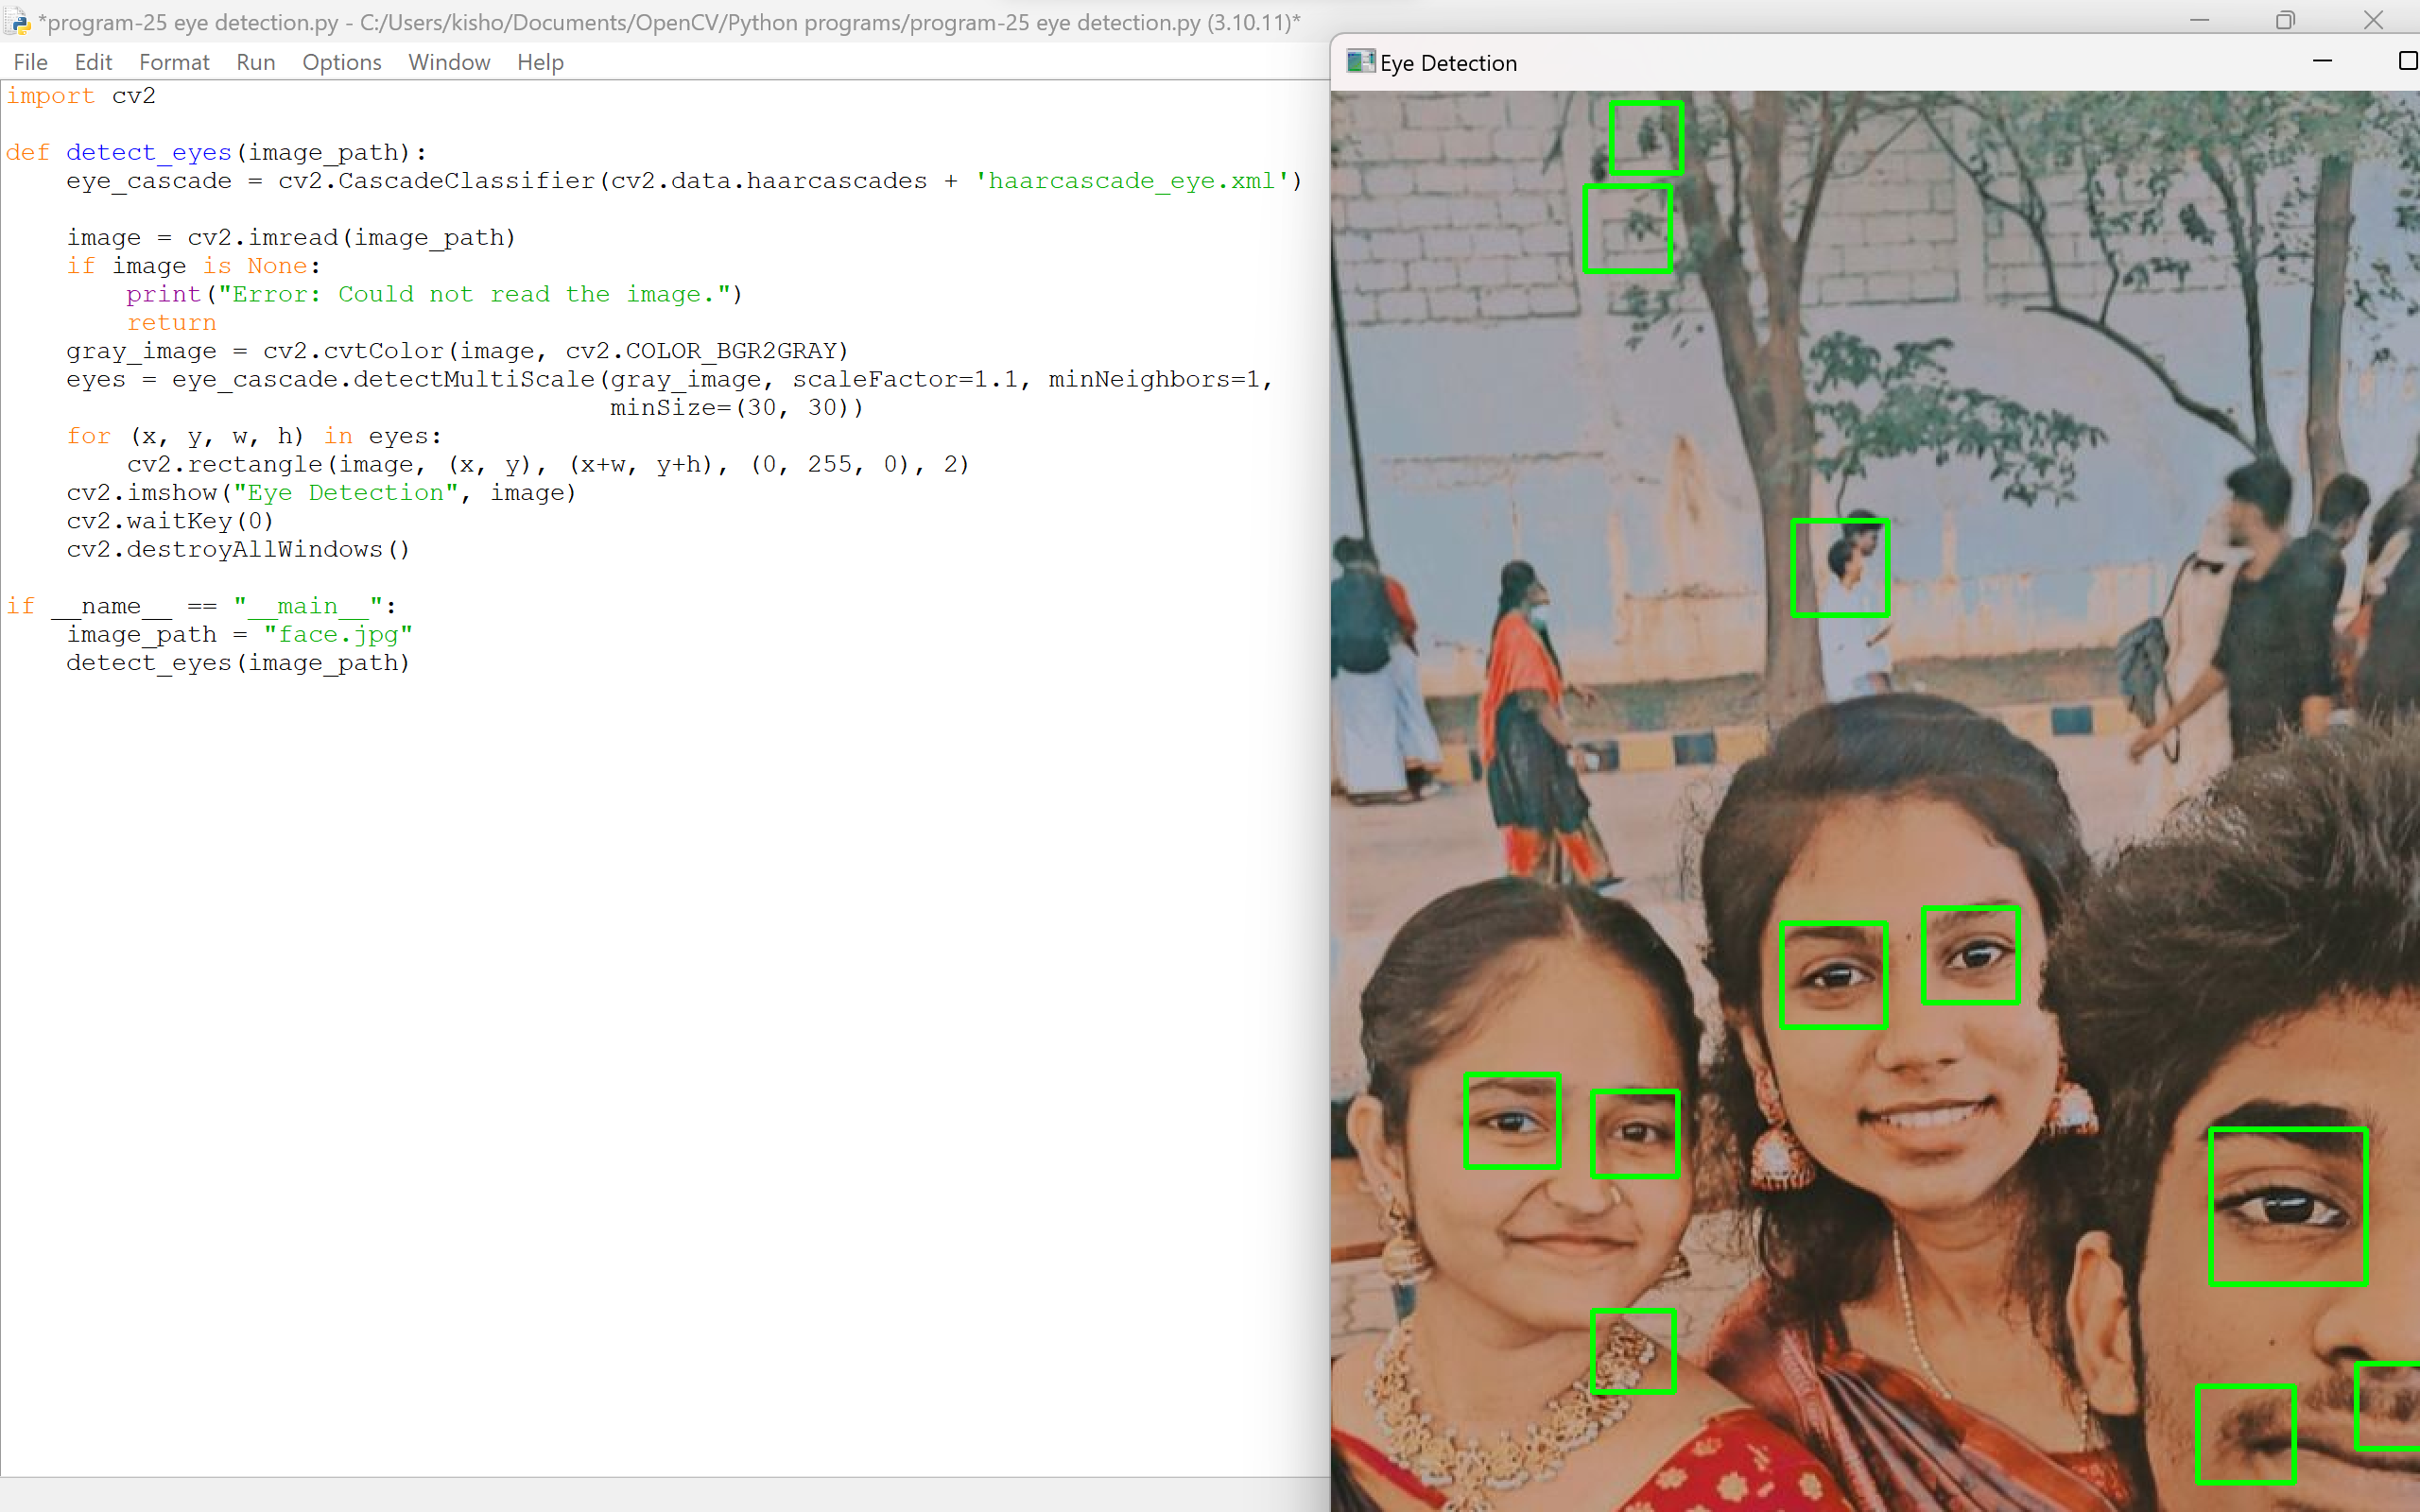 *program-25 eye detection.py - C:/Users/kisho/Documents/OpenCV/Python programs/program-25 eye detection.py (3.10.11)*
File Edit Format Run Options Window Help
import cv2
def detect_eyes(image_path):
    eye_cascade = cv2.CascadeClassifier(cv2.data.haarcascades + 'haarcascade_eye.xml')
    image = cv2.imread(image_path)
    if image is None:
        print("Error: Could not read the image.")
        return
    gray_image = cv2.cvtColor(image, cv2.COLOR_BGR2GRAY)
    eyes = eye_cascade.detectMultiScale(gray_image, scaleFactor=1.1, minNeighbors=1,
                                        minSize=(30, 30))
    for (x, y, w, h) in eyes:
        cv2.rectangle(image, (x, y), (x+w, y+h), (0, 255, 0), 2)
    cv2.imshow("Eye Detection", image)
    cv2.waitKey(0)
    cv2.destroyAllWindows()
if __name__ == "__main__":
    image_path = "face.jpg"
    detect_eyes(image_path)
Eye Detection